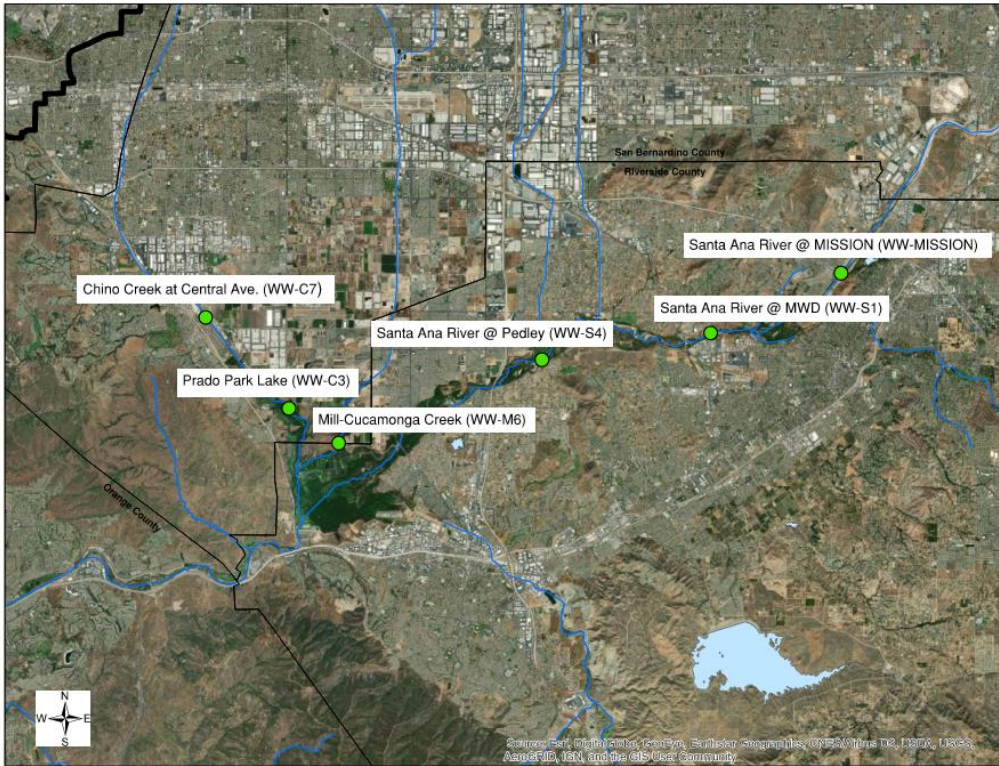 San Bernardino County
Riverside County
Santa Ana River @ MISSION (WW-MISSION)
Chino Creek at Central Ave. (WW-C7)
Santa Ana River @ MWD (WW-S1)
Santa Ana River @ Pedley (WW-S4)
Prado Park Lake (WW-C3)
Mill-Cucamonga Creek (WW-M6)
Orange County
N
W E
S
Source: Esri, DigitalGlobe, GeoEye, Earthstar Geographics, CNES/Airbus DS, USDA, USGS,
AeroGRID, IGN, and the GIS User Community